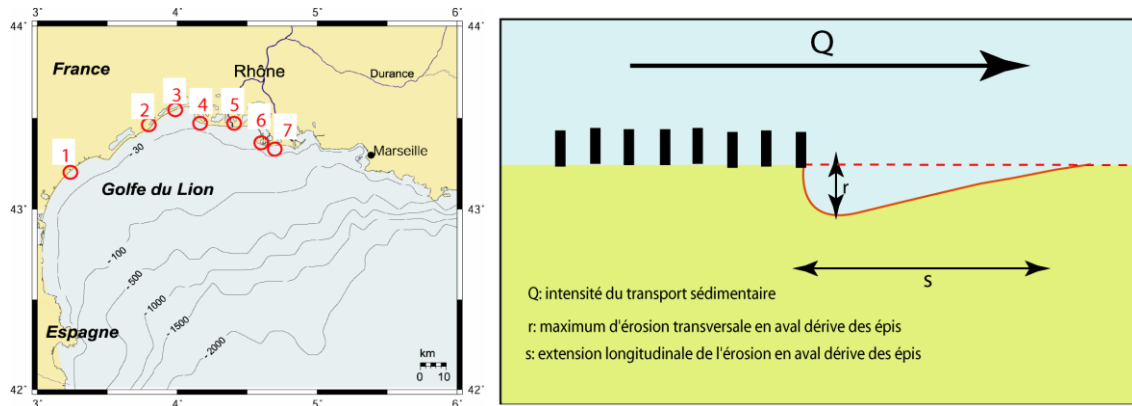 3° 4° 5° 6°
44°
France
Rhône
Durance
1
2
3
4
5
6
7
Marseille
- 30
Golfe du Lion
43°
- 100
- 500
- 1000
- 1500
- 2000
Espagne
km
0 10
42°
3° 4° 5° 6°
44°
43°
42°
Q
r
s
Q: intensité du transport sédimentaire
r: maximum d'érosion transversale en aval dérive des épis
s: extension longitudinale de l'érosion en aval dérive des épis